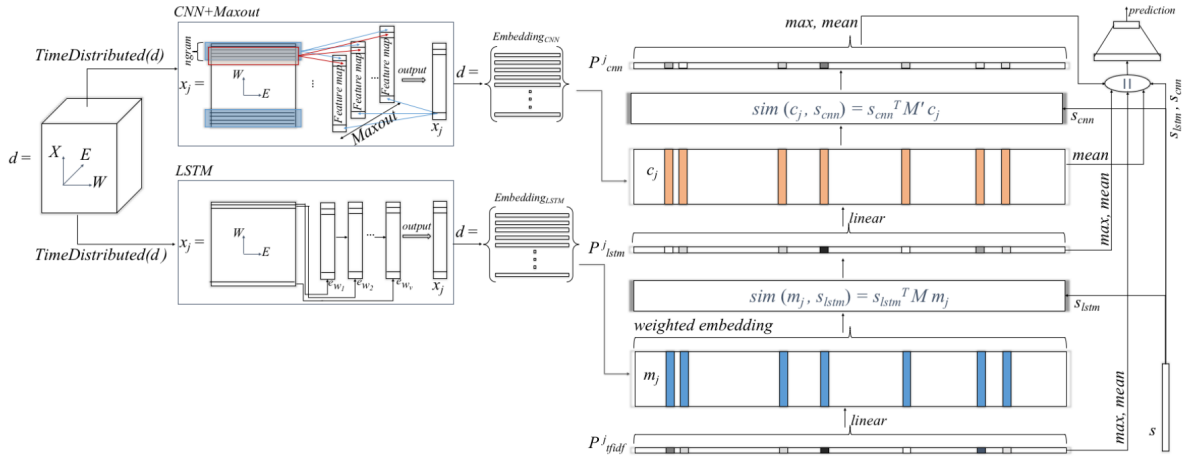 CNN+Maxout
TimeDistributed(d)
ngram
x_j =
W
E
Feature map
Feature map
Feature map
...
output
Maxout
x_j
d =
Embedding_CNN
d =
X
E
W
LSTM
TimeDistributed(d )
x_j =
W
E
...
output
e_w1
e_w2
e_wv
x_j
d =
Embedding_LSTM
prediction
max, mean
P^j_cnn
||
sim (c_j , s_cnn) = s_cnn^T M' c_j
s_cnn
s_lstm , s_cnn
c_j
mean
linear
max, mean
P^j_lstm
sim (m_j , s_lstm) = s_lstm^T M m_j
s_lstm
weighted embedding
m_j
linear
max, mean
s
P^j_tfidf